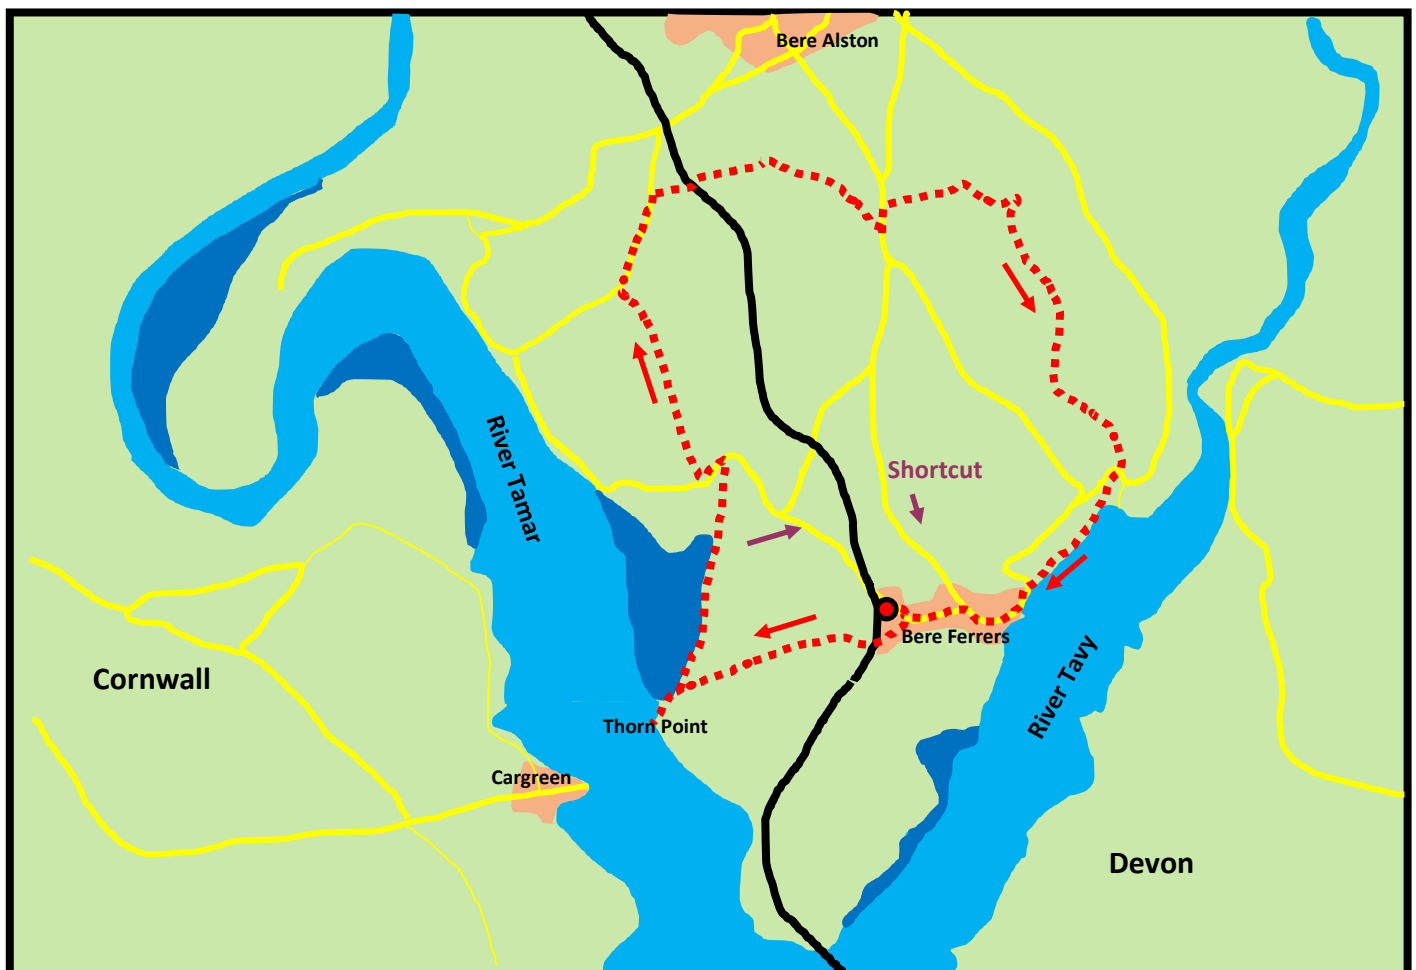 Bere Alston
River Tamar
Shortcut
Bere Ferrers
River Tavy
Cornwall
Thorn Point
Cargreen
Devon